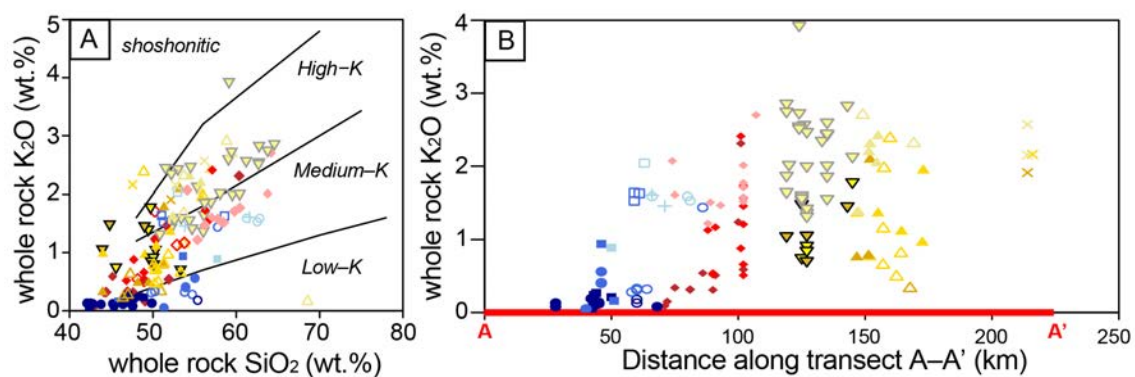 A
shoshonitic
High–K
Medium–K
Low–K
5
4
3
2
1
0
whole rock K₂O (wt.%)
40
50
60
70
80
whole rock SiO₂ (wt.%)
B
4
3
2
1
0
whole rock K₂O (wt.%)
A
A'
50
100
150
200
250
Distance along transect A–A' (km)